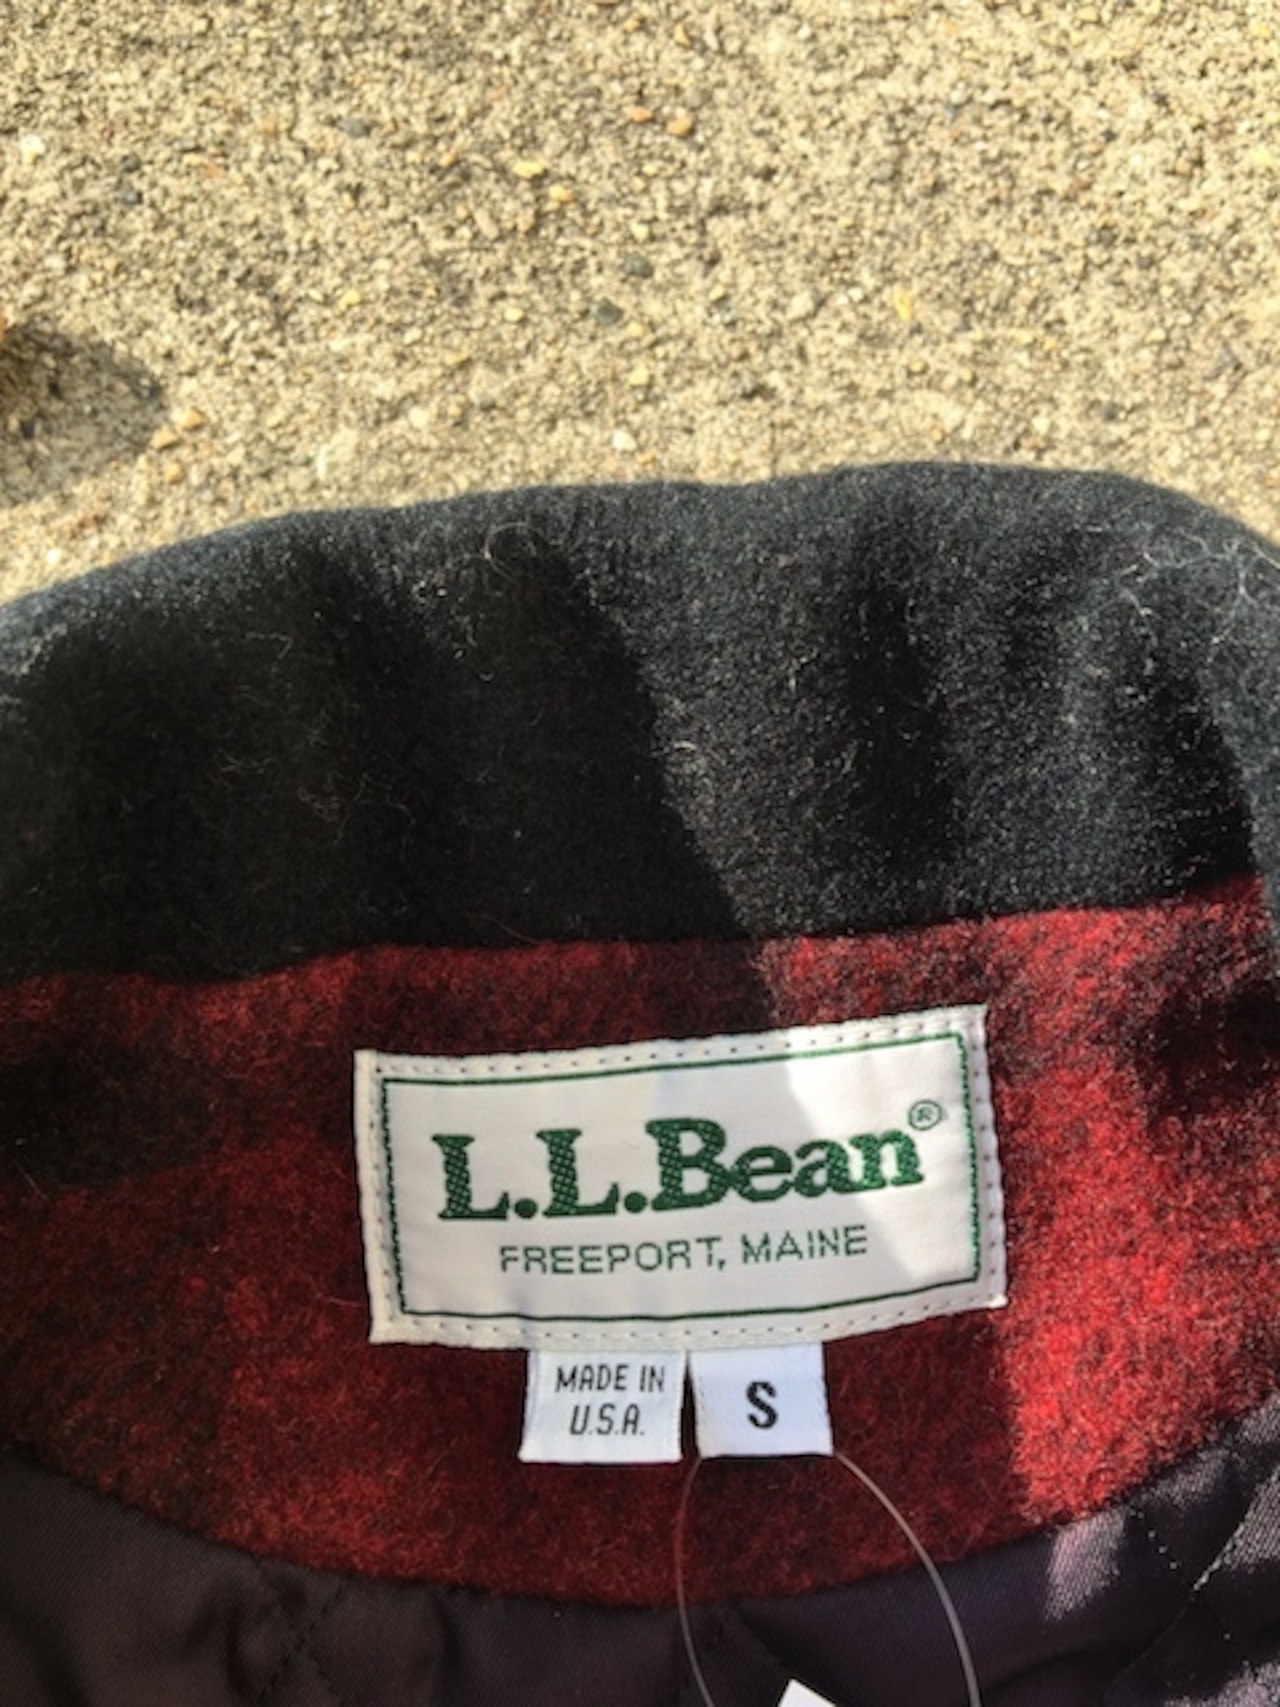 L.L.Bean®
FREEPORT, MAINE
MADE IN
U.S.A.
S